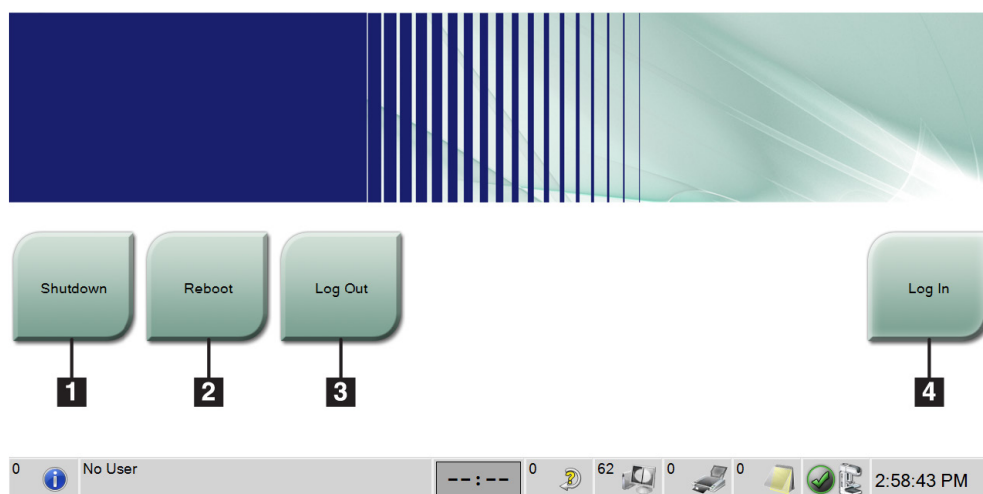 Shutdown
Reboot
Log Out
Log In
1
2
3
4
0
No User
--:--
0
62
0
0
2:58:43 PM